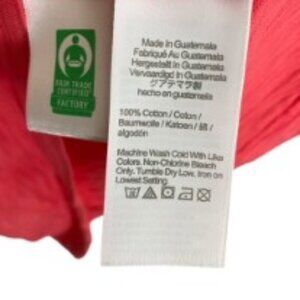 FAIR TRADE
CERTIFIED
FACTORY
Made in Guatemala
Fabriqué Au Guatemala
Hergestellt in Guatemala
Vervaardigd In Guatemala
グアテマラ製
hecho en guatemala
100% Cotton / Coton /
Baumwolle / Katoen / 綿 /
algodón
Machine Wash Cold With Like
Colors. Non-Chlorine Bleach
Only. Tumble Dry Low. Iron on
Lowest Setting